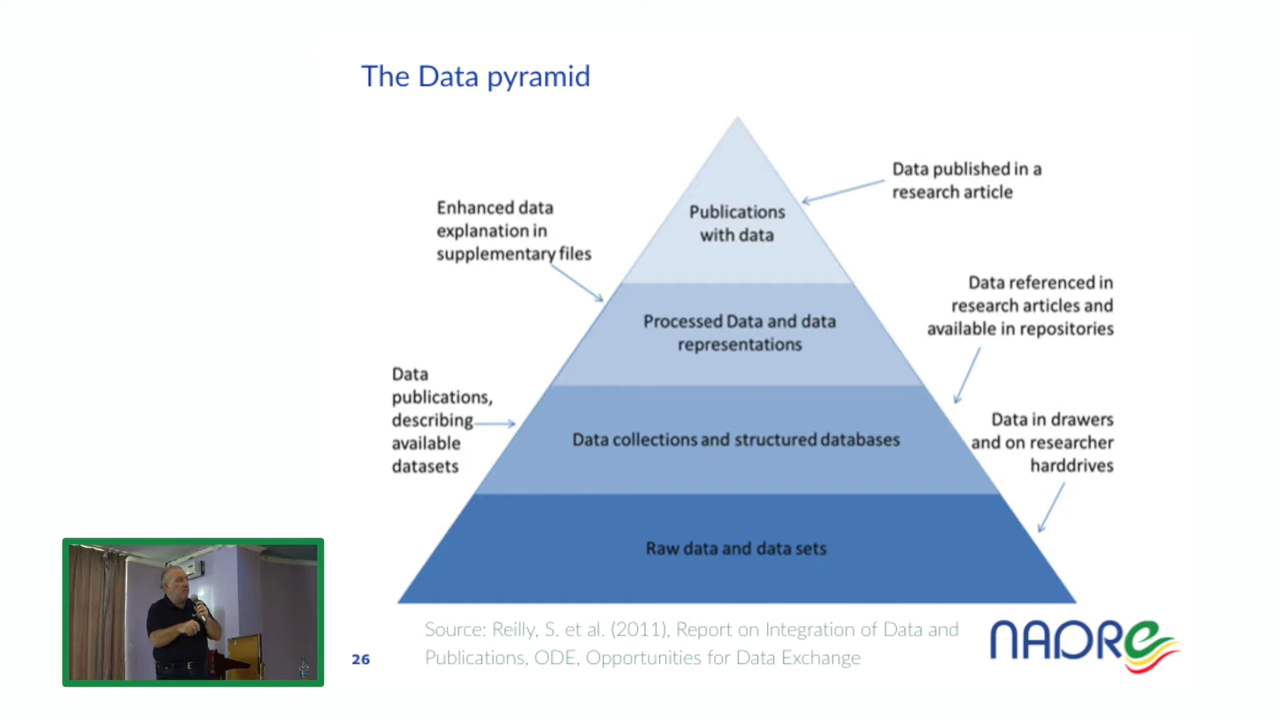 The Data pyramid
Enhanced data
explanation in
supplementary files
Data published in a
research article
Publications
with data
Data referenced in
research articles and
available in repositories
Processed Data and data
representations
Data
publications,
describing
available
datasets
Data in drawers
and on researcher
harddrives
Data collections and structured databases
Raw data and data sets
Source: Reilly, S. et al. (2011), Report on Integration of Data and
Publications, ODE, Opportunities for Data Exchange
26
NADRe